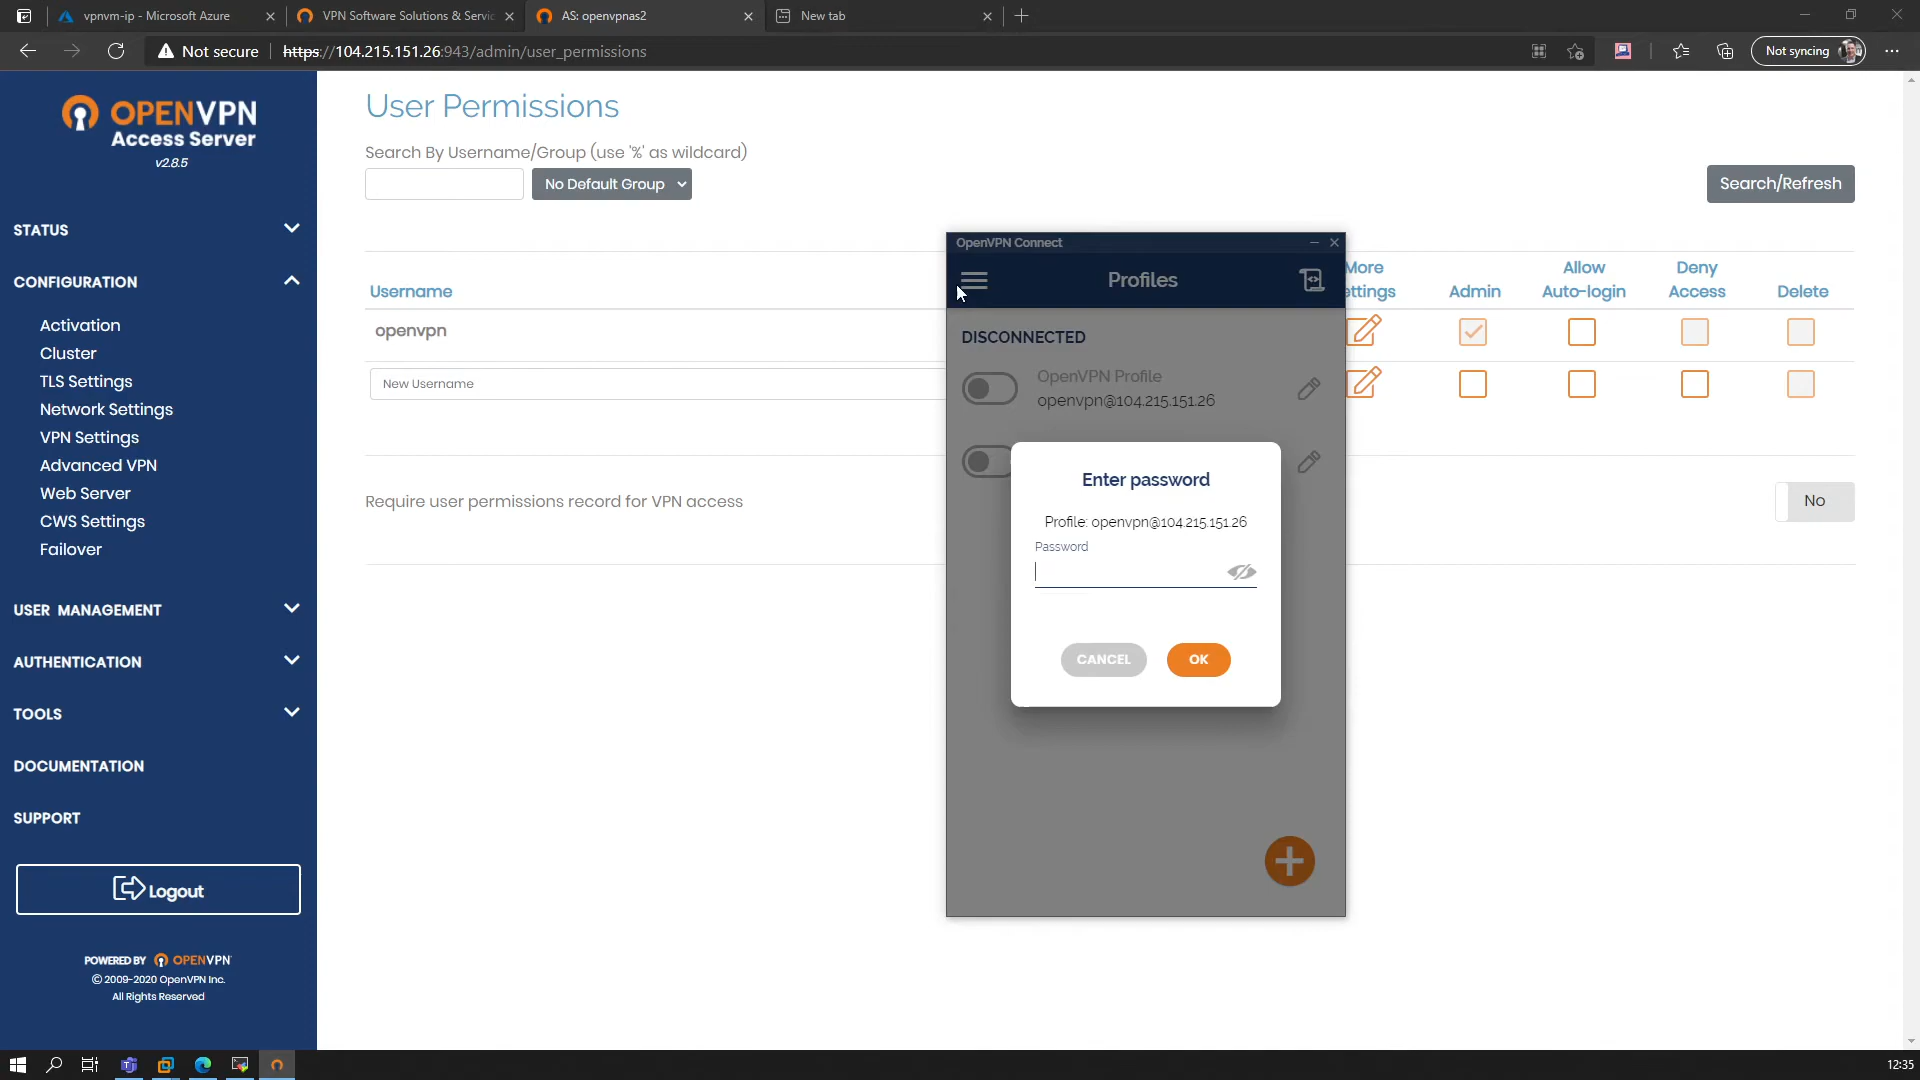 vpnvm-ip - Microsoft Azure
VPN Software Solutions & Servic
AS: openvpnas2
New tab
Not secure
https://104.215.151.26:943/admin/user_permissions
Not syncing
OPENVPN
Access Server
v2.8.5
STATUS
CONFIGURATION
Activation
Cluster
TLS Settings
Network Settings
VPN Settings
Advanced VPN
Web Server
CWS Settings
Failover
USER MANAGEMENT
AUTHENTICATION
TOOLS
DOCUMENTATION
SUPPORT
Logout
POWERED BY OPENVPN
© 2009-2020 OpenVPN Inc.
All Rights Reserved
User Permissions
Search By Username/Group (use '%' as wildcard)
No Default Group
Search/Refresh
Username
More
ettings
Admin
Allow
Auto-login
Deny
Access
Delete
openvpn
New Username
Require user permissions record for VPN access
No
OpenVPN Connect
Profiles
DISCONNECTED
OpenVPN Profile
openvpn@104.215.151.26
Enter password
Profile: openvpn@104.215.151.26
Password
CANCEL
OK
12:35